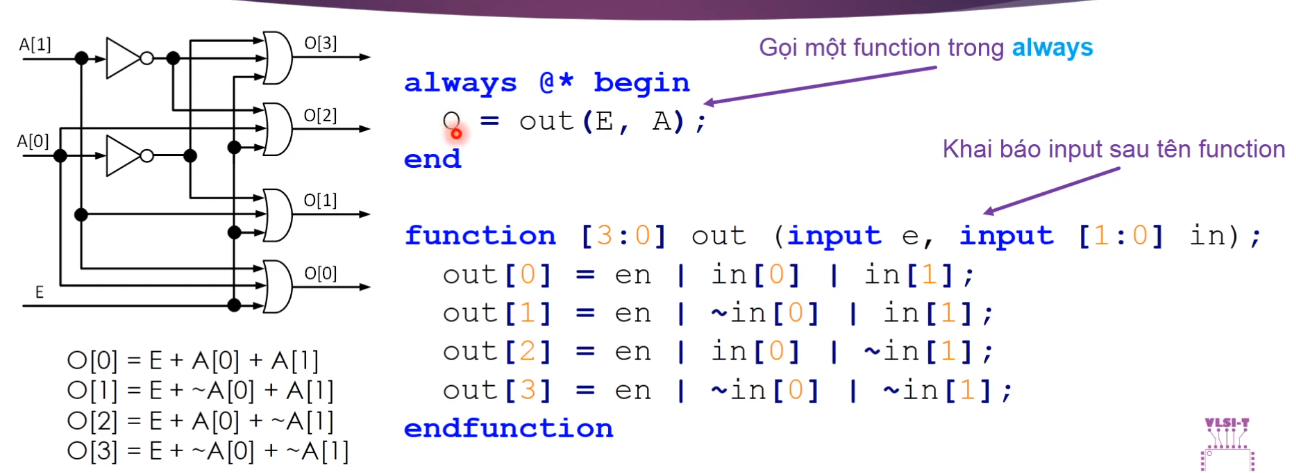 A[1]
O[3]
O[2]
A[0]
O[1]
E
O[0]
O[0] = E + A[0] + A[1]
O[1] = E + ~A[0] + A[1]
O[2] = E + A[0] + ~A[1]
O[3] = E + ~A[0] + ~A[1]
Gọi một function trong always
always @* begin
O = out(E, A);
end
Khai báo input sau tên function
function [3:0] out (input e, input [1:0] in);
out[0] = en | in[0] | in[1];
out[1] = en | ~in[0] | in[1];
out[2] = en | in[0] | ~in[1];
out[3] = en | ~in[0] | ~in[1];
endfunction
VLSI-T